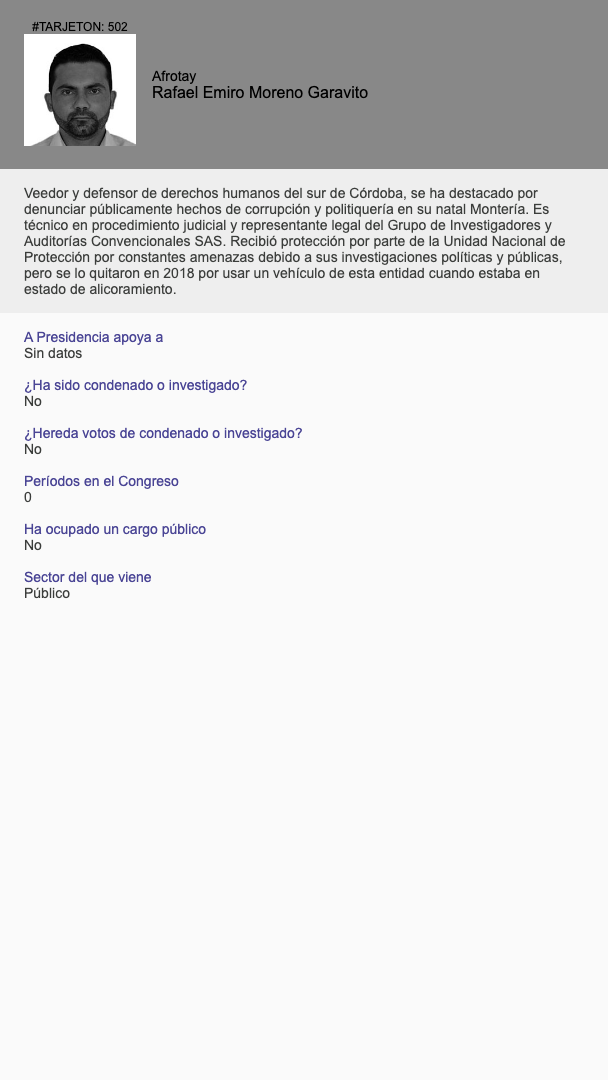 #TARJETON: 502
Afrotay
Rafael Emiro Moreno Garavito
Veedor y defensor de derechos humanos del sur de Córdoba, se ha destacado por
denunciar públicamente hechos de corrupción y politiquería en su natal Montería. Es
técnico en procedimiento judicial y representante legal del Grupo de Investigadores y
Auditorías Convencionales SAS. Recibió protección por parte de la Unidad Nacional de
Protección por constantes amenazas debido a sus investigaciones políticas y públicas,
pero se lo quitaron en 2018 por usar un vehículo de esta entidad cuando estaba en
estado de alicoramiento.
A Presidencia apoya a
Sin datos
¿Ha sido condenado o investigado?
No
¿Hereda votos de condenado o investigado?
No
Períodos en el Congreso
0
Ha ocupado un cargo público
No
Sector del que viene
Público